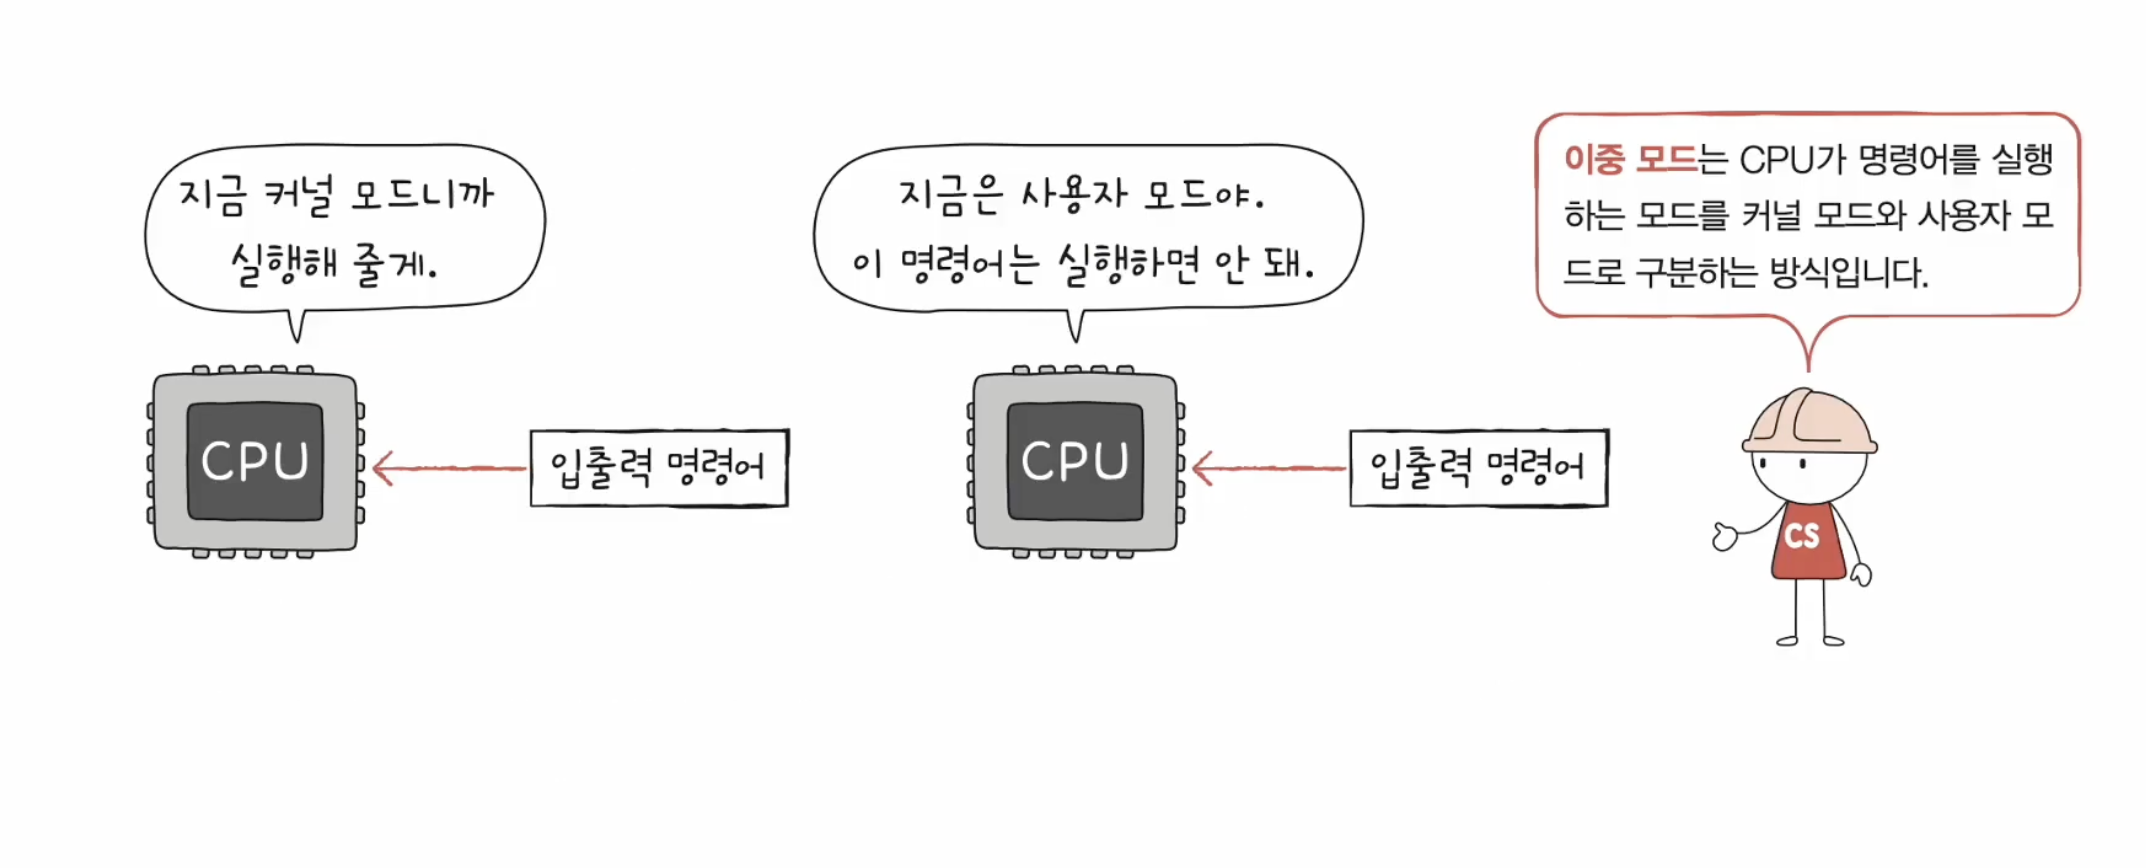 지금 커널 모드니까
실행해 줄게.
CPU
입출력 명령어
지금은 사용자 모드야.
이 명령어는 실행하면 안 돼.
CPU
입출력 명령어
이중 모드는 CPU가 명령어를 실행
하는 모드를 커널 모드와 사용자 모
드로 구분하는 방식입니다.
CS